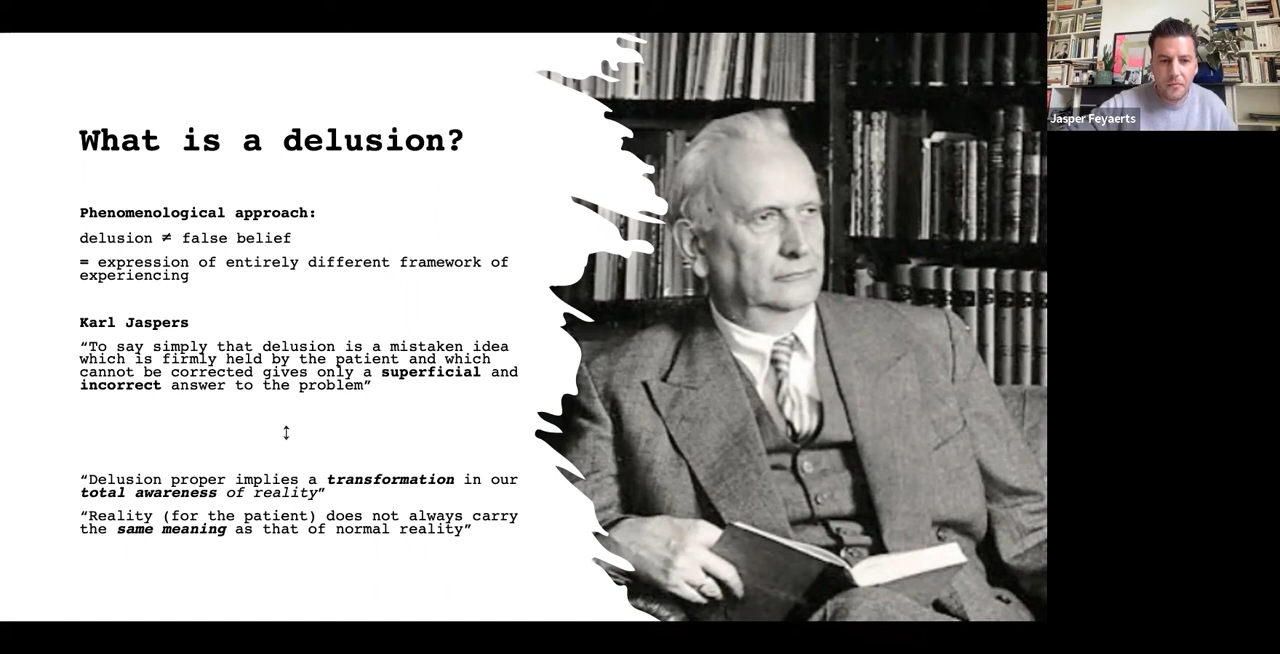 What is a delusion?
Phenomenological approach:
delusion ≠ false belief
= expression of entirely different framework of
experiencing
Karl Jaspers
“To say simply that delusion is a mistaken idea
which is firmly held by the patient and which
cannot be corrected gives only a superficial and
incorrect answer to the problem”
↕
“Delusion proper implies a transformation in our
total awareness of reality”
“Reality (for the patient) does not always carry
the same meaning as that of normal reality”
Jasper Feyaerts